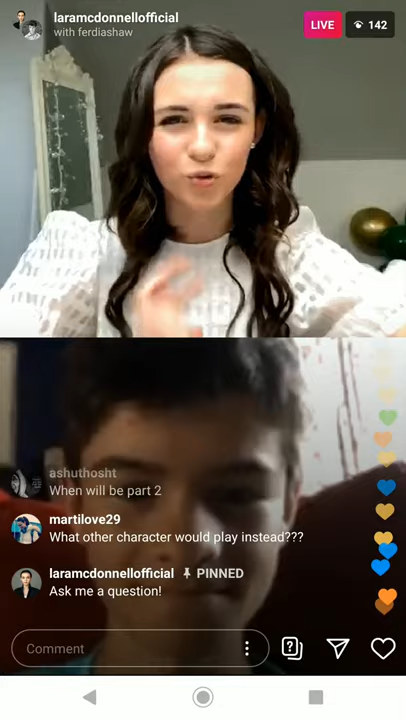 laramcdonnellofficial
with ferdiashaw
LIVE
142
ashuthosht
When will be part 2
martilove29
What other character would play instead???
laramcdonnellofficial PINNED
Ask me a question!
Comment